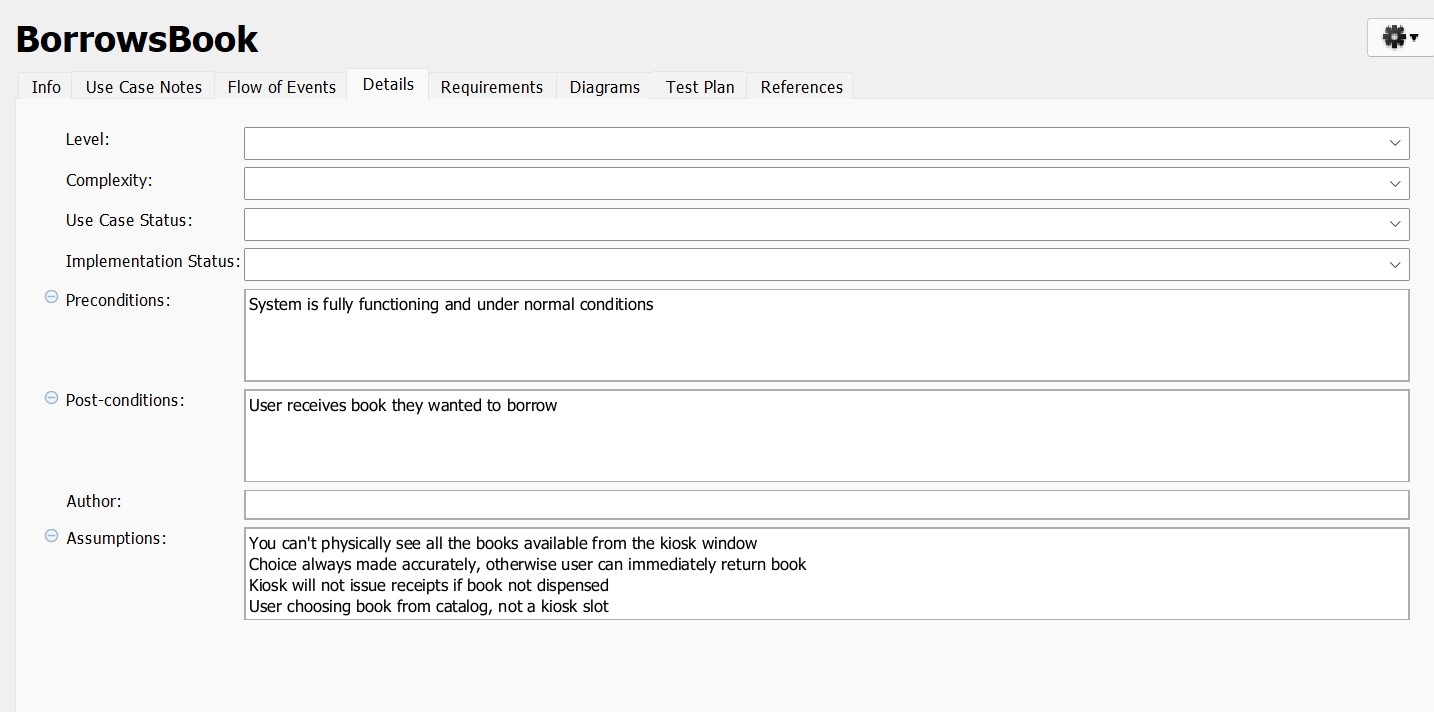 BorrowsBook
Info Use Case Notes Flow of Events Details Requirements Diagrams Test Plan References
Level:
Complexity:
Use Case Status:
Implementation Status:
Preconditions: System is fully functioning and under normal conditions
Post-conditions: User receives book they wanted to borrow
Author:
Assumptions: You can't physically see all the books available from the kiosk window
Choice always made accurately, otherwise user can immediately return book
Kiosk will not issue receipts if book not dispensed
User choosing book from catalog, not a kiosk slot